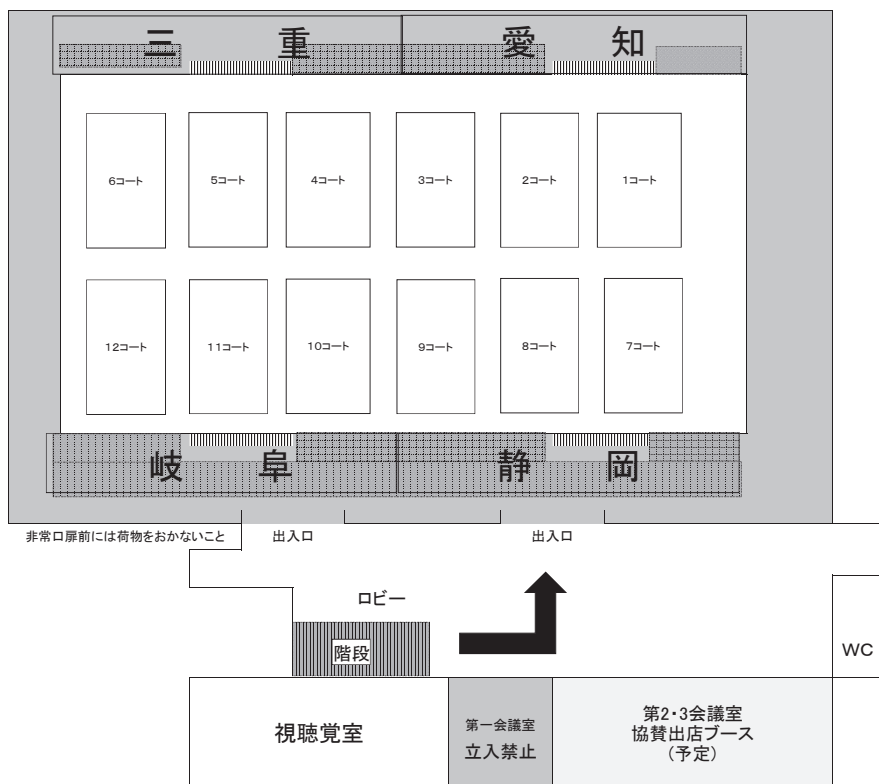 三 重 愛 知
6コート 5コート 4コート 3コート 2コート 1コート
12コート 11コート 10コート 9コート 8コート 7コート
岐 阜 静 岡
非常口扉前には荷物をおかないこと 出入口 出入口
ロビー
階段
WC
視聴覚室
第一会議室
立入禁止
第2・3会議室
協賛出店ブース
(予定)